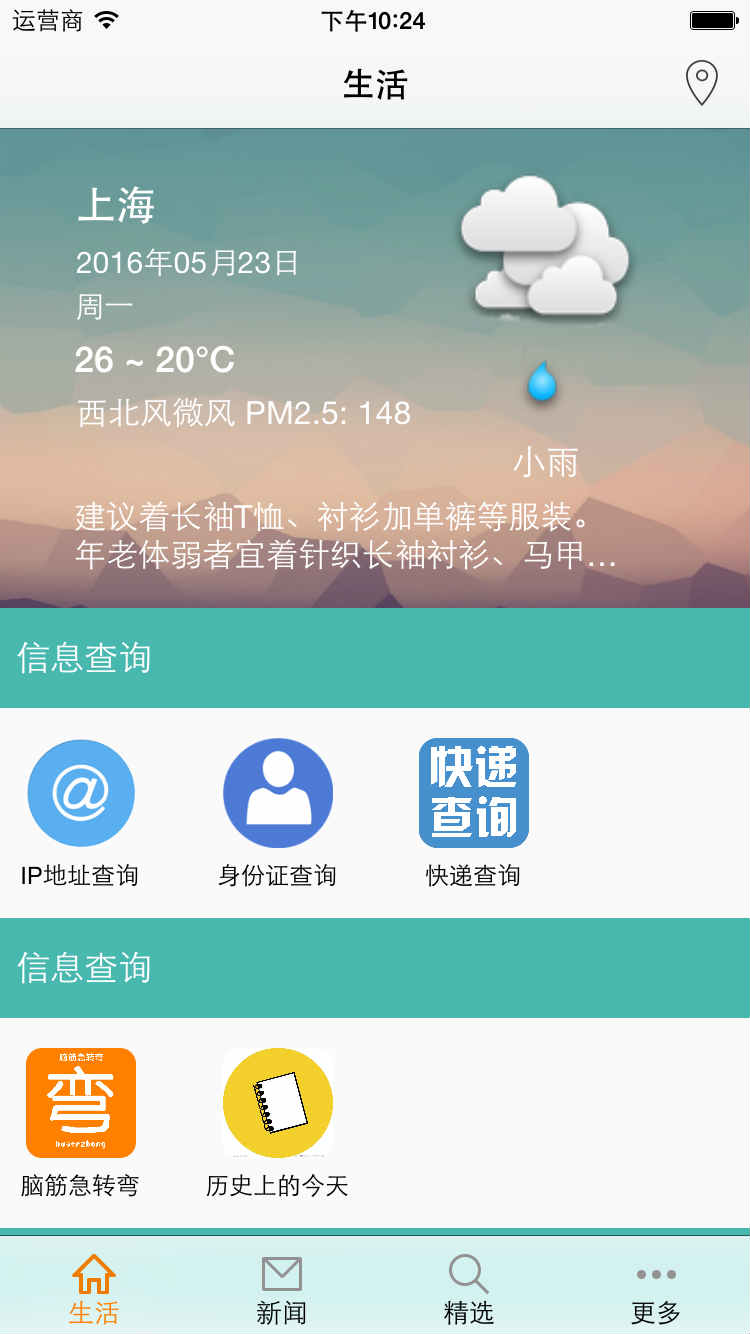 运营商 下午10:24
生活
上海
2016年05月23日
周一
26 ~ 20°C
西北风微风 PM2.5: 148
小雨
建议着长袖T恤、衬衫加单裤等服装。
年老体弱者宜着针织长袖衬衫、马甲...
信息查询
@
快递
查询
IP地址查询 身份证查询 快递查询
信息查询
脑筋急转弯
弯
脑筋急转弯 历史上的今天
生活 新闻 精选 更多